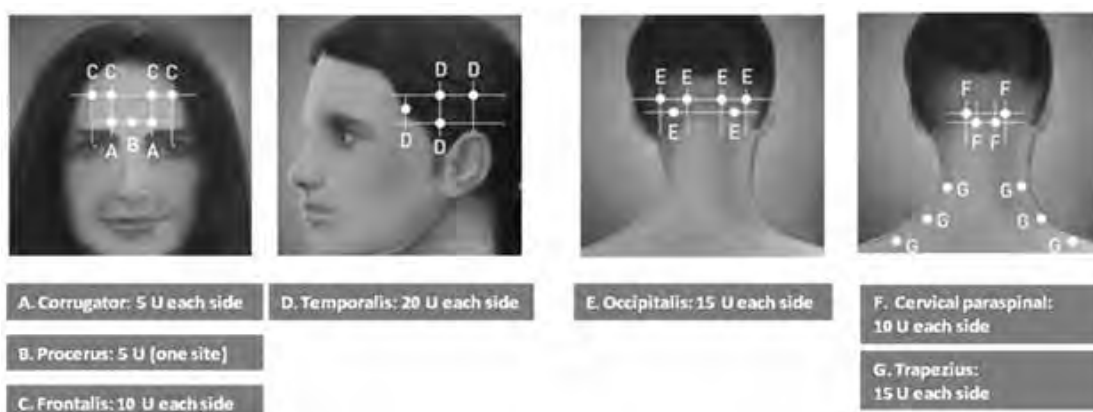 C C C C
A B A
D D
D D
E E E E
E E
F F
F F
G G
G G
G G
A. Corrugator: 5 U each side
B. Procerus: 5 U (one site)
C. Frontalis: 10 U each side
D. Temporalis: 20 U each side
E. Occipitalis: 15 U each side
F. Cervical paraspinal:
10 U each side
G. Trapezius:
15 U each side